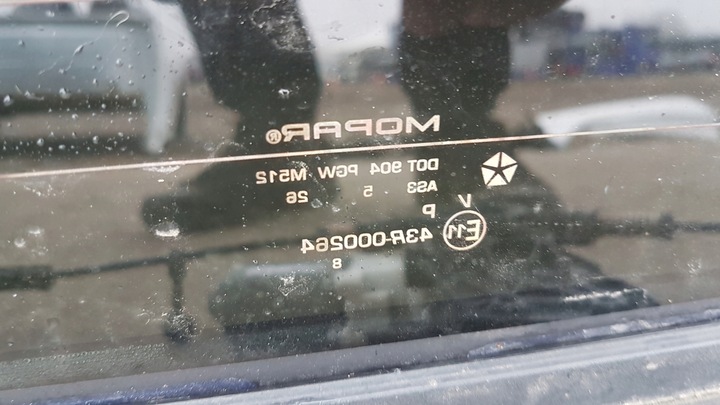 MOPAR®
DOT 904 PGW M512
AS3 5 26
V
P
E11 43R-000264
8